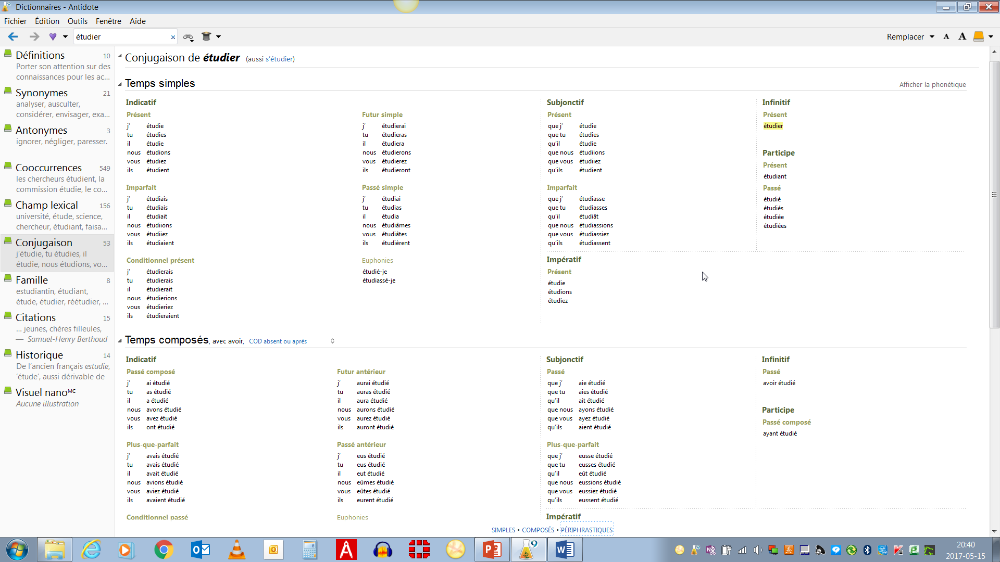 Dictionnaires - Antidote
Fichier Édition Outils Fenêtre Aide
étudier × Remplacer A A
Définitions 10
Porter son attention sur des
connaissances pour les ac...
Synonymes 21
analyser, ausculter,
considérer, envisager, exa...
Antonymes 3
ignorer, négliger, paresser.
Cooccurrences 549
les chercheurs étudient, la
commission étudie, le co...
Champ lexical 156
université, étude, science,
chercheur, étudiant, faisa...
Conjugaison 53
j'étudie, tu étudies, il
étudie, nous étudions, vo...
Famille 8
estudiantin, étudiant,
étude, étudier, réétudier, ...
Citations 15
... jeunes, chères filleules,
— Samuel-Henry Berthoud
Historique 14
De l'ancien français estudie,
'étude', aussi dérivable de
Visuel nanoMC
Aucune illustration
Conjugaison de étudier (aussi s'étudier)
Temps simples Afficher la phonétique
Indicatif
Présent
j' étudie
tu étudies
il étudie
nous étudions
vous étudiez
ils étudient
Imparfait
j' étudiais
tu étudiais
il étudiait
nous étudiions
vous étudiiez
ils étudiaient
Conditionnel présent
j' étudierais
tu étudierais
il étudierait
nous étudierions
vous étudieriez
ils étudieraient
Futur simple
j' étudierai
tu étudieras
il étudiera
nous étudierons
vous étudierez
ils étudieront
Passé simple
j' étudiai
tu étudias
il étudia
nous étudiâmes
vous étudiâtes
ils étudièrent
Euphonies
étudié-je
étudiassé-je
Subjonctif
Présent
que j' étudie
que tu étudies
qu'il étudie
que nous étudiions
que vous étudiiez
qu'ils étudient
Imparfait
que j' étudiasse
que tu étudiasses
qu'il étudiât
que nous étudiassions
que vous étudiassiez
qu'ils étudiassent
Impératif
Présent
étudie
étudions
étudiez
Infinitif
Présent
étudier
Participe
Présent
étudiant
Passé
étudié
étudiés
étudiée
étudiées
Temps composés, avec avoir, COD absent ou après
Indicatif
Passé composé
j' ai étudié
tu as étudié
il a étudié
nous avons étudié
vous avez étudié
ils ont étudié
Plus-que-parfait
j' avais étudié
tu avais étudié
il avait étudié
nous avions étudié
vous aviez étudié
ils avaient étudié
Conditionnel passé
Futur antérieur
j' aurai étudié
tu auras étudié
il aura étudié
nous aurons étudié
vous aurez étudié
ils auront étudié
Passé antérieur
j' eus étudié
tu eus étudié
il eut étudié
nous eûmes étudié
vous eûtes étudié
ils eurent étudié
Euphonies
Subjonctif
Passé
que j' aie étudié
que tu aies étudié
qu'il ait étudié
que nous ayons étudié
que vous ayez étudié
qu'ils aient étudié
Plus-que-parfait
que j' eusse étudié
que tu eusses étudié
qu'il eût étudié
que nous eussions étudié
que vous eussiez étudié
qu'ils eussent étudié
Impératif
Infinitif
Passé
avoir étudié
Participe
Passé composé
ayant étudié
SIMPLES • COMPOSÉS • PÉRIPHRASTIQUES
20:40
2017-05-15